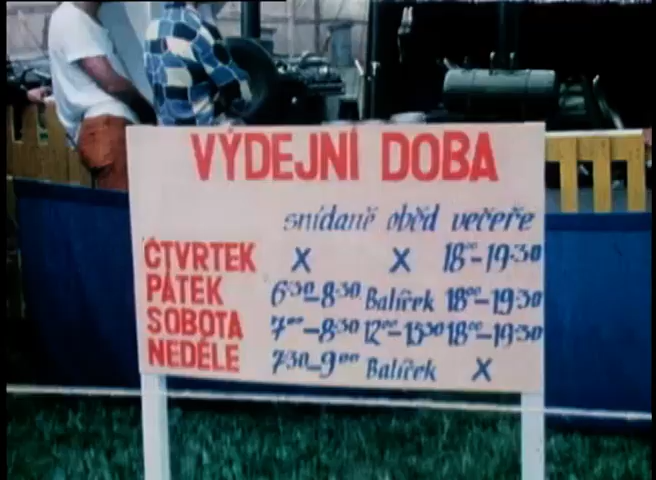 VÝDEJNÍ DOBA
snídaně oběd večeře
ČTVRTEK X X 18⁰⁰-19³⁰
PÁTEK 6³⁰-8³⁰ Balíček 18⁰⁰-19³⁰
SOBOTA 7⁰⁰-8³⁰ 12⁰⁰-13³⁰ 18⁰⁰-19³⁰
NEDĚLE 7³⁰-9⁰⁰ Balíček X